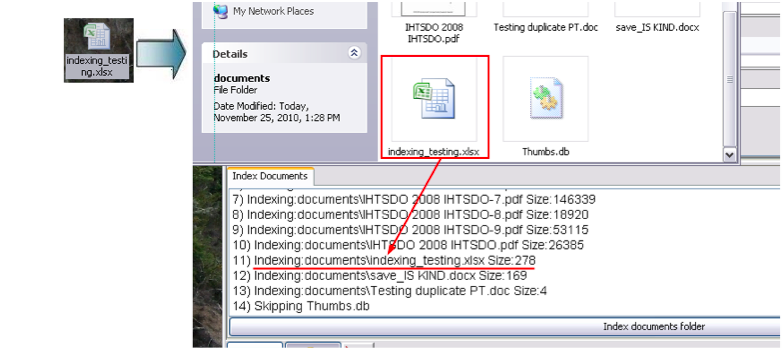 indexing_testi
ng.xlsx
My Network Places
Details
documents
File Folder
Date Modified: Today,
November 25, 2010, 1:28 PM
IHTSDO 2008
IHTSDO.pdf
Testing duplicate PT.doc
save_IS KIND.docx
indexing_testing.xlsx
Thumbs.db
Index Documents
7) Indexing:documents\IHTSDO 2008 IHTSDO-7.pdf Size:146339
8) Indexing:documents\IHTSDO 2008 IHTSDO-8.pdf Size:18920
9) Indexing:documents\IHTSDO 2008 IHTSDO-9.pdf Size:53115
10) Indexing:documents\IHTSDO 2008 IHTSDO.pdf Size:26385
11) Indexing:documents\indexing_testing.xlsx Size:278
12) Indexing:documents\save_IS KIND.docx Size:169
13) Indexing:documents\Testing duplicate PT.doc Size:4
14) Skipping Thumbs.db
Index documents folder